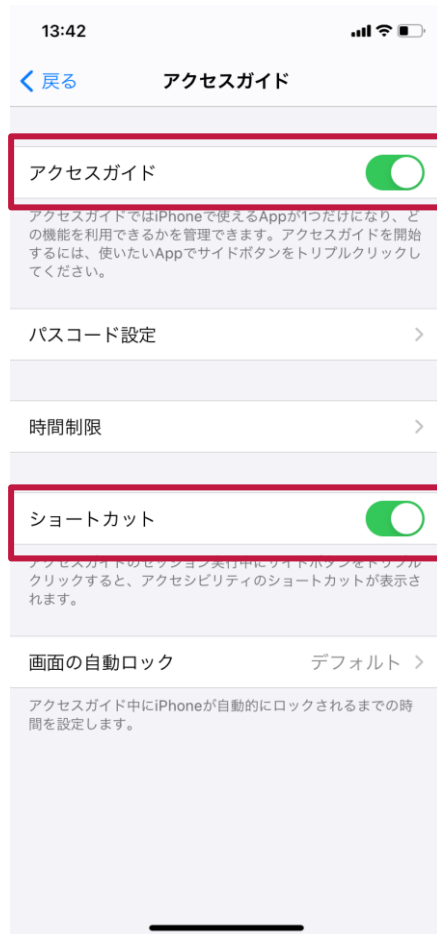 13:42
戻る
アクセスガイド
アクセスガイド
アクセスガイドではiPhoneで使えるAppが1つだけになり、ど
の機能を利用できるかを管理できます。アクセスガイドを開始
するには、使いたいAppでサイドボタンをトリプルクリックし
てください。
パスコード設定
時間制限
ショートカット
アクセスガイドのセッション実行中にサイドボタンをトリプル
クリックすると、アクセシビリティのショートカットが表示さ
れます。
画面の自動ロック
デフォルト
アクセスガイド中にiPhoneが自動的にロックされるまでの時
間を設定します。